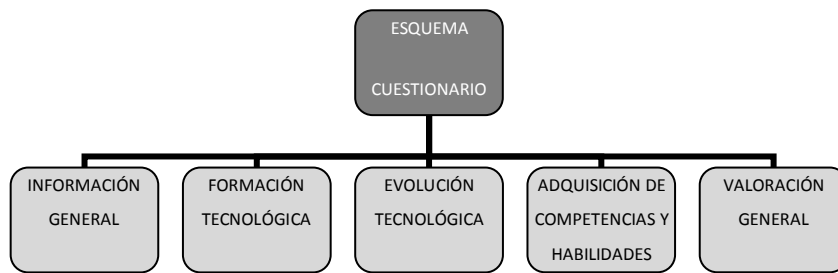 ESQUEMA
CUESTIONARIO
INFORMACIÓN
GENERAL
FORMACIÓN
TECNOLÓGICA
EVOLUCIÓN
TECNOLÓGICA
ADQUISICIÓN DE
COMPETENCIAS Y
HABILIDADES
VALORACIÓN
GENERAL